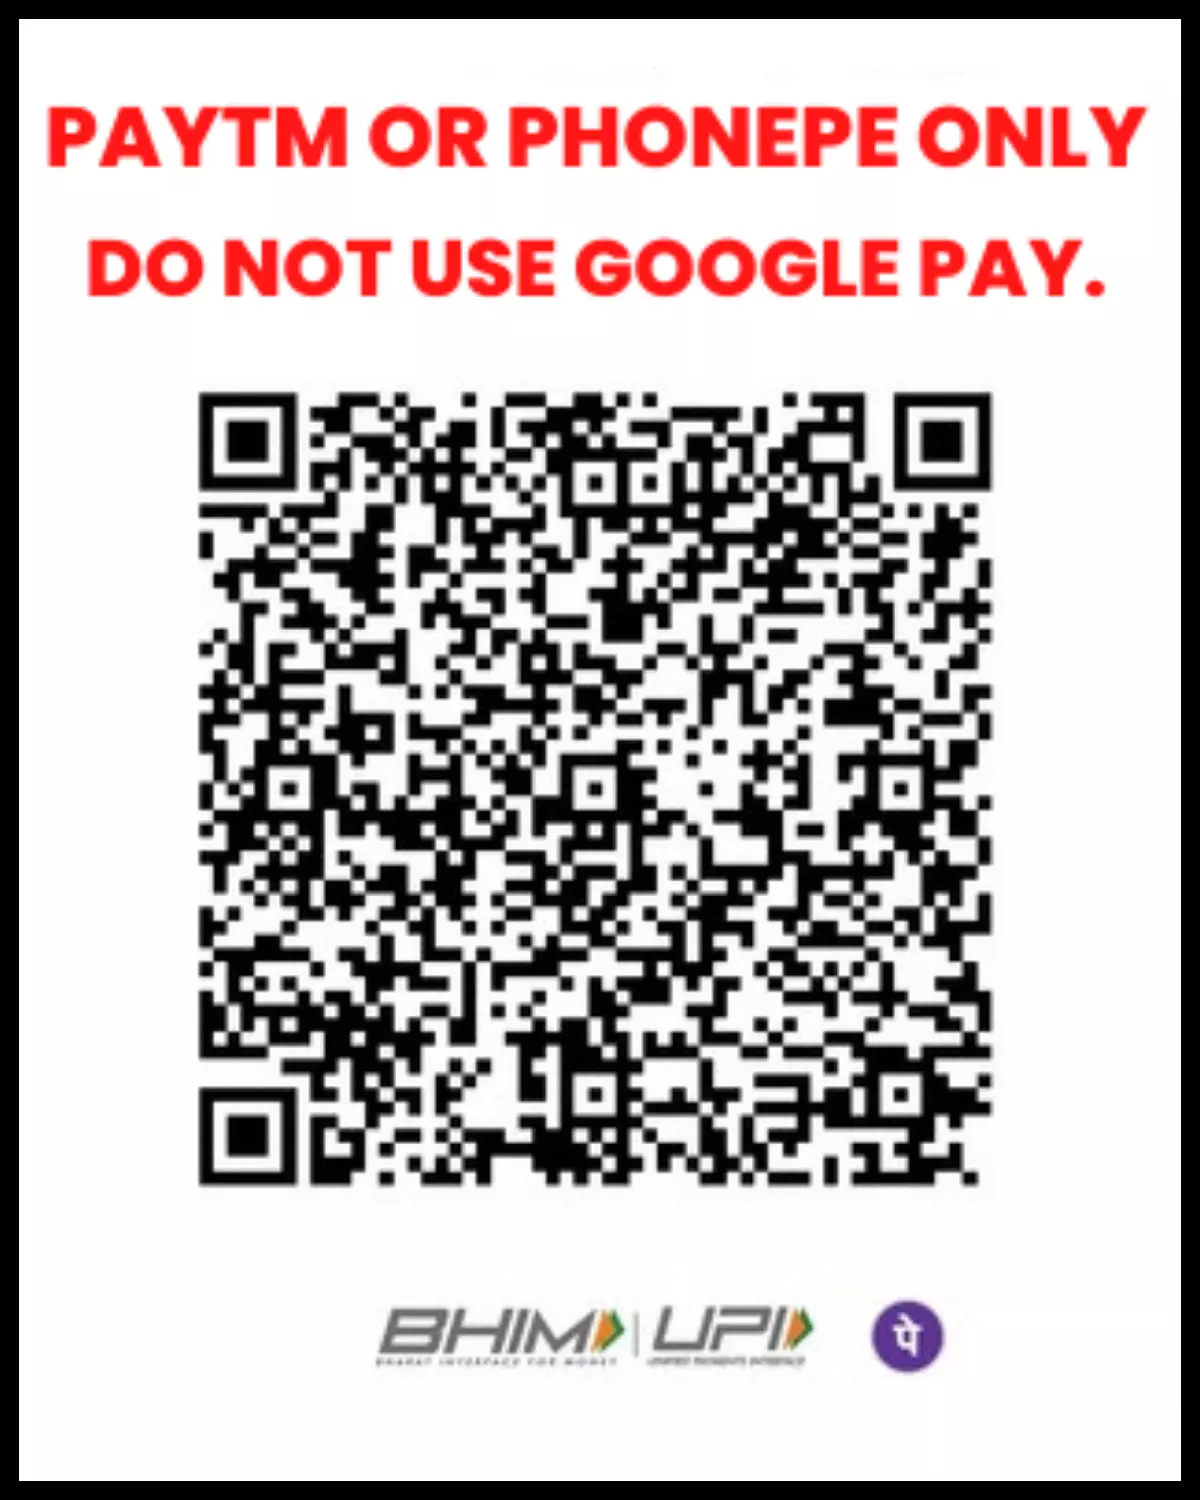 PAYTM OR PHONEPE ONLY
DO NOT USE GOOGLE PAY.
BHIM UPI पे
BHARAT INTERFACE FOR MONEY UNIFIED PAYMENTS INTERFACE